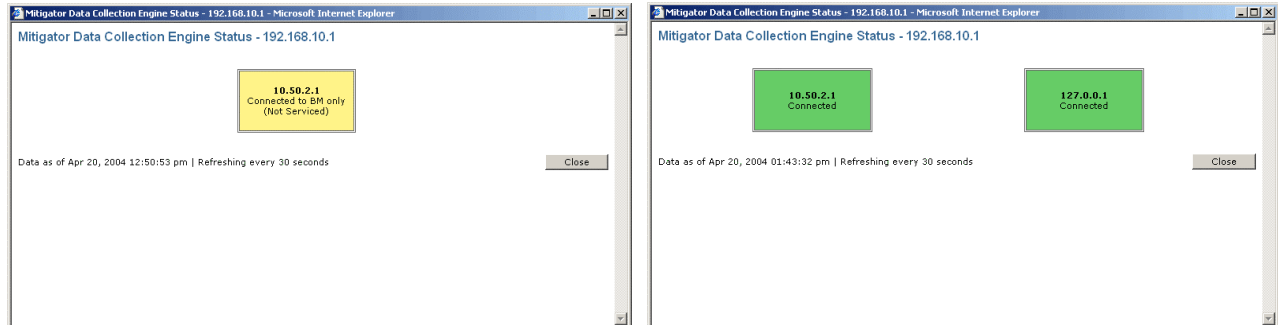 Mitigator Data Collection Engine Status - 192.168.10.1 - Microsoft Internet Explorer
Mitigator Data Collection Engine Status - 192.168.10.1
10.50.2.1
Connected to BM only
(Not Serviced)
Data as of Apr 20, 2004 12:50:53 pm | Refreshing every 30 seconds
Close
Mitigator Data Collection Engine Status - 192.168.10.1 - Microsoft Internet Explorer
Mitigator Data Collection Engine Status - 192.168.10.1
10.50.2.1
Connected
127.0.0.1
Connected
Data as of Apr 20, 2004 01:43:32 pm | Refreshing every 30 seconds
Close